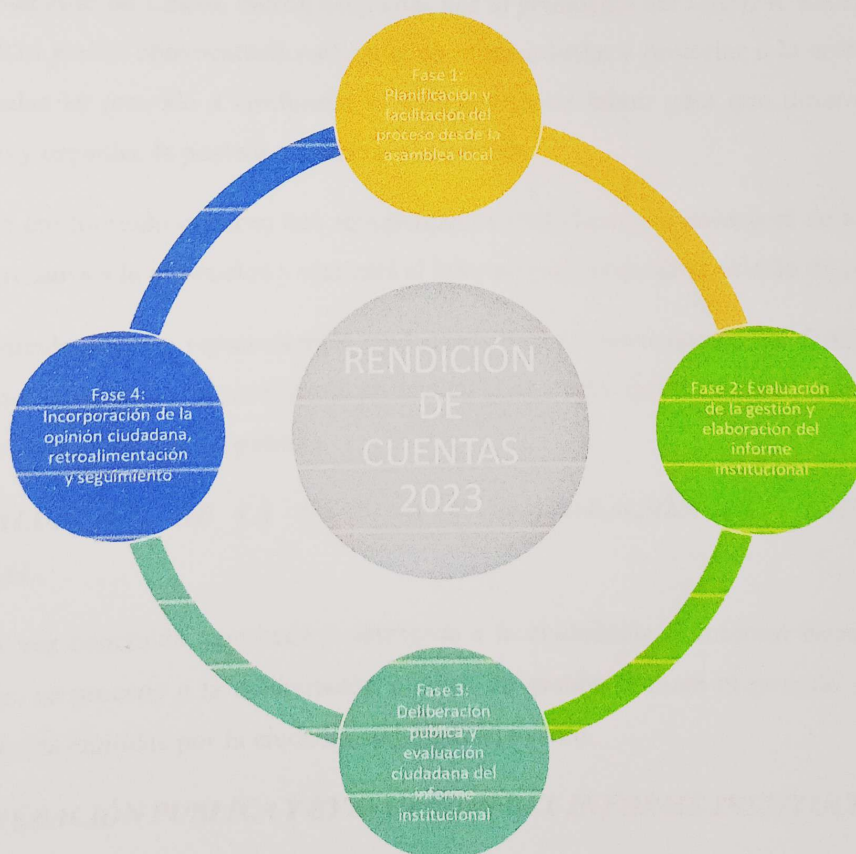 Fase 1:
Planificación y
facilitación del
proceso desde la
asamblea local
RENDICIÓN
DE
CUENTAS
2023
Fase 2: Evaluación
de la gestión y
elaboración del
informe
institucional
Fase 3:
Deliberación
pública y
evaluación
ciudadana del
informe
institucional
Fase 4:
Incorporación de la
opinión ciudadana,
retroalimentación
y seguimiento